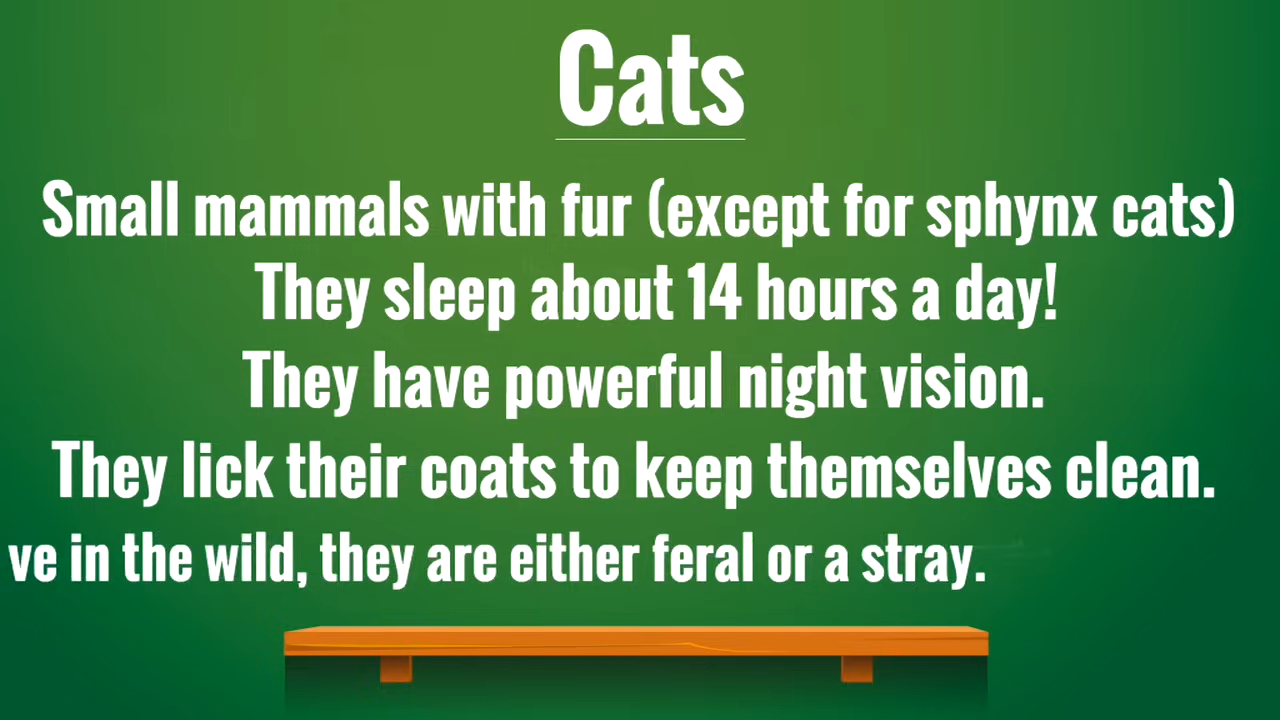 Cats
Small mammals with fur (except for sphynx cats)
They sleep about 14 hours a day!
They have powerful night vision.
They lick their coats to keep themselves clean.
ve in the wild, they are either feral or a stray.